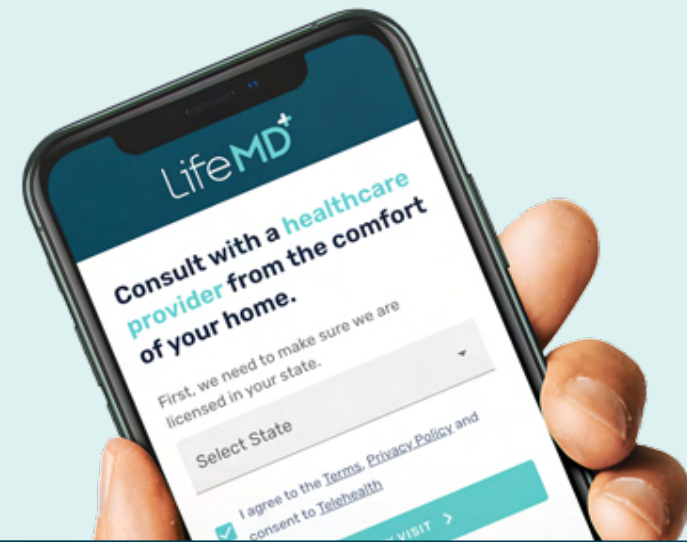 LifeMD+
Consult with a healthcare
provider from the comfort
of your home.
First, we need to make sure we are
licensed in your state.
Select State
I agree to the Terms, Privacy Policy and
consent to Telehealth
VISIT >